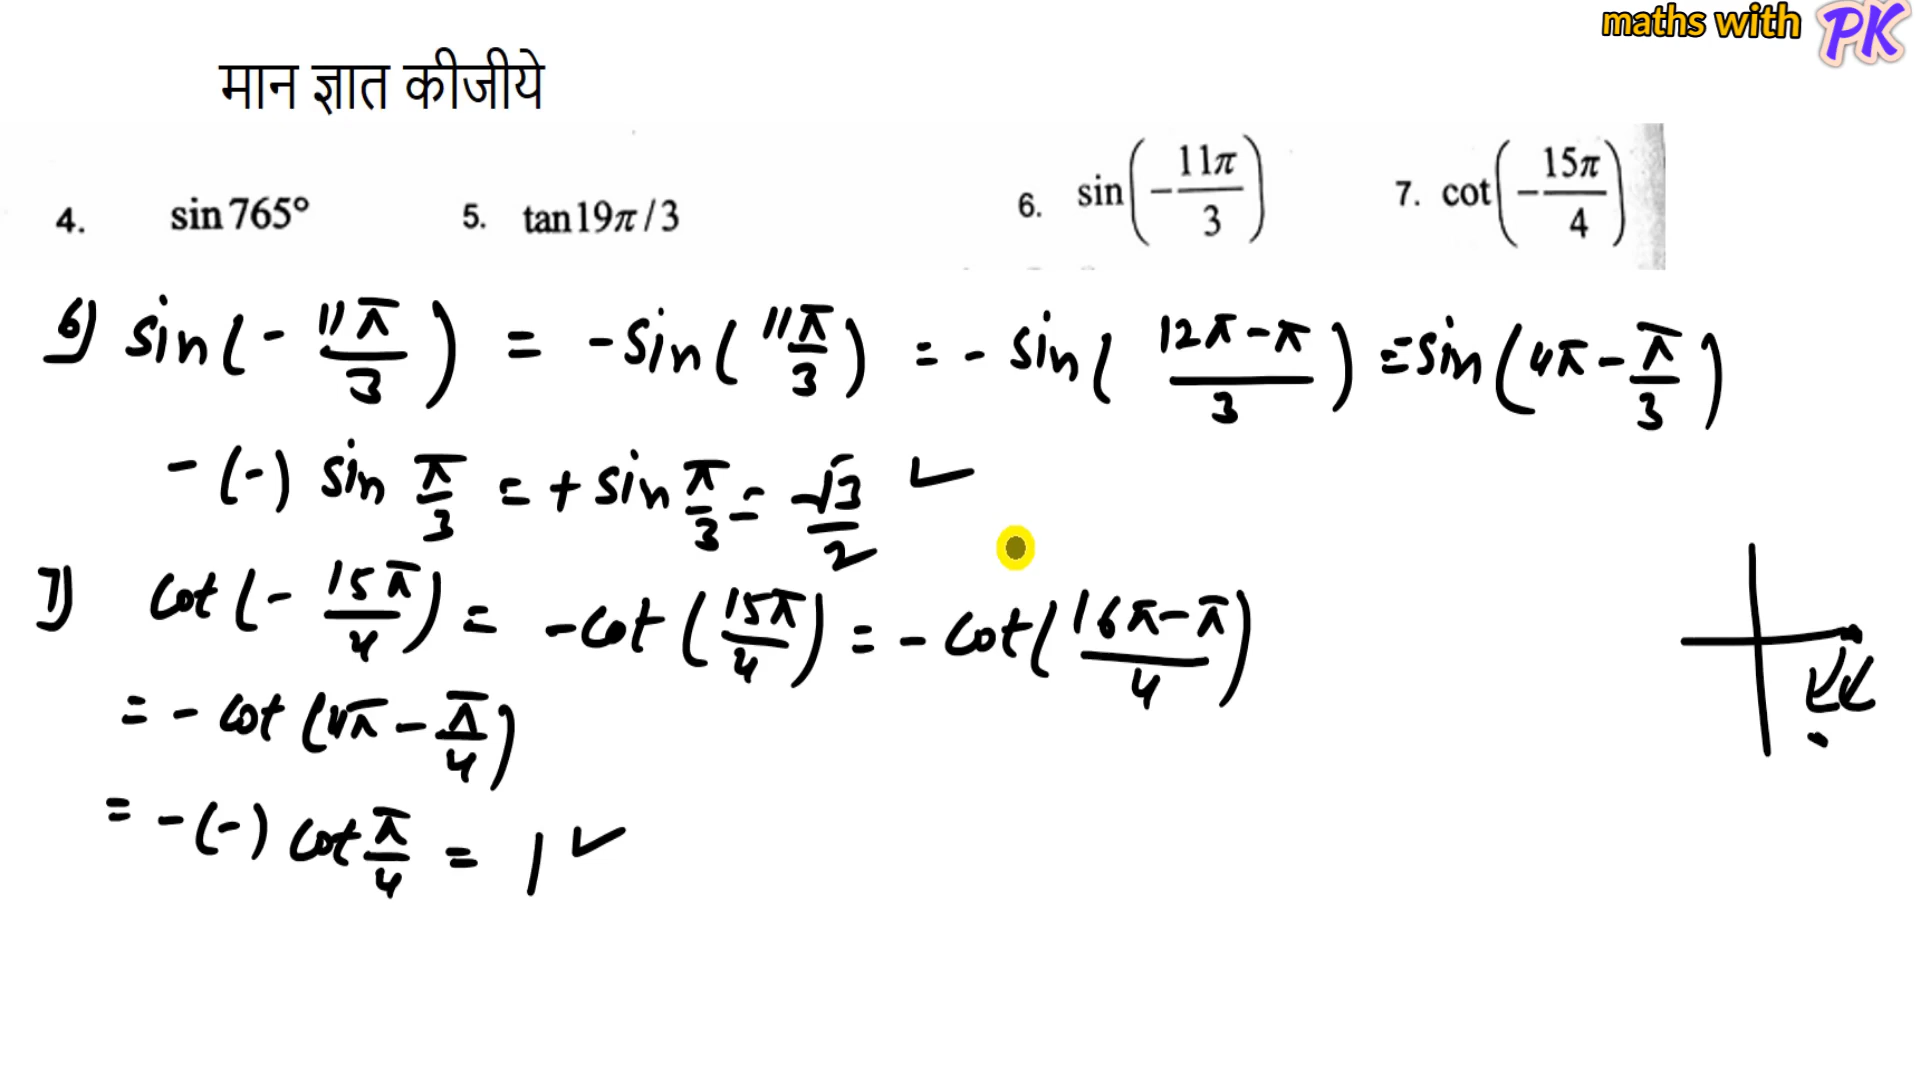 maths with PK
मान ज्ञात कीजीये
4. sin 765° 5. tan19π/3 6. sin(-11π/3) 7. cot(-15π/4)
6) sin(-11π/3) = -sin(11π/3) = -sin((12π-π)/3) = sin(4π-π/3)
-(-) sin π/3 = + sin π/3 = √3/2 ✓
7) cot(-15π/4) = -cot(15π/4) = -cot((16π-π)/4)
= -cot(4π-π/4)
= -(-) cot π/4 = 1 ✓